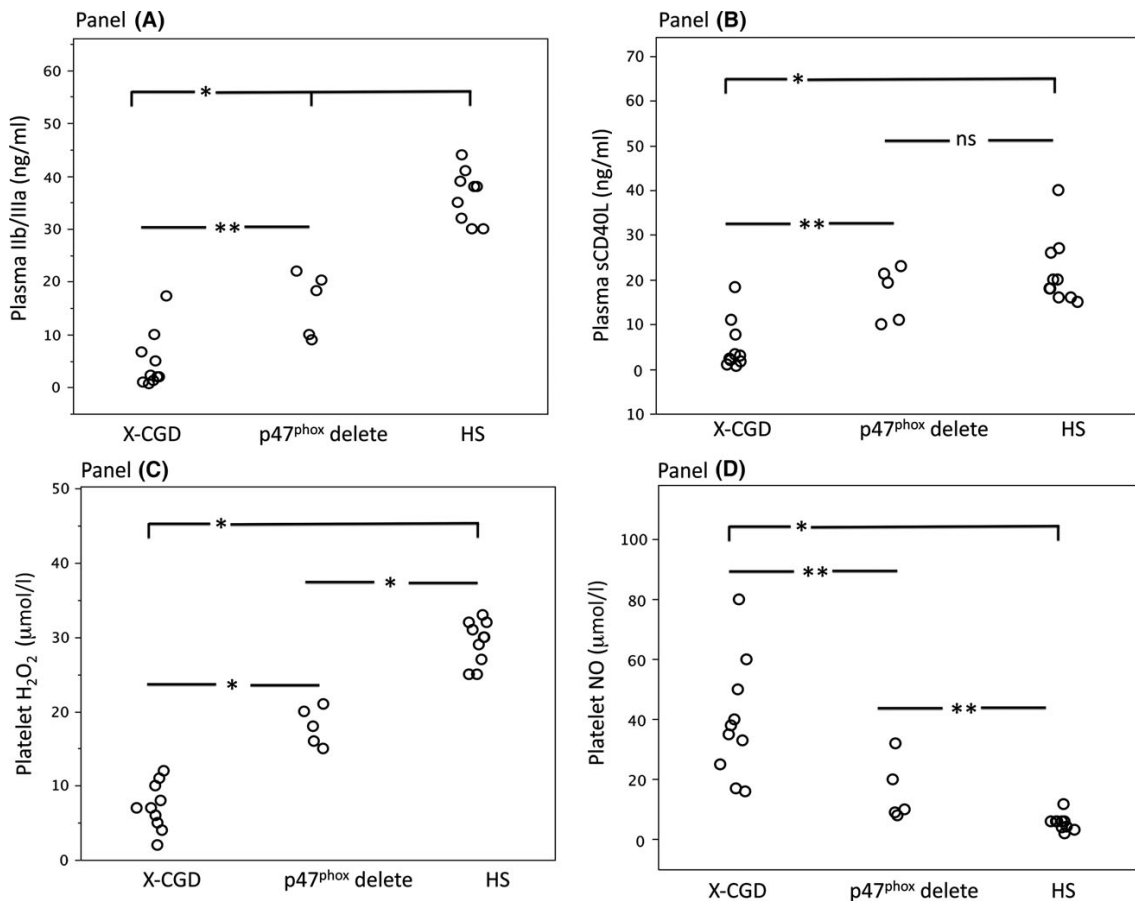 Panel (A)
60
50
40
30
20
10
0
Plasma IIb/IIIa (ng/ml)
*
**
X-CGD p47phox delete HS
Panel (B)
70
60
50
40
30
20
10
0
10
Plasma sCD40L (ng/ml)
*
ns
**
X-CGD p47phox delete HS
Panel (C)
50
40
30
20
10
0
Platelet H2O2 (μmol/l)
*
*
*
X-CGD p47phox delete HS
Panel (D)
100
80
60
40
20
0
Platelet NO (μmol/l)
*
**
**
X-CGD p47phox delete HS